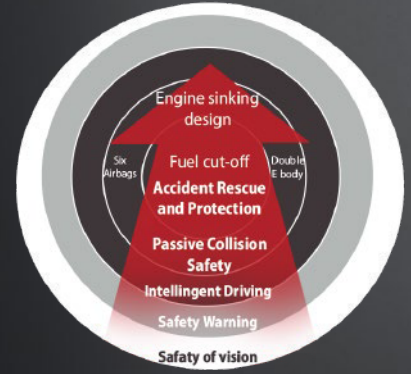 Engine sinking
design
Six
Airbags
Fuel cut-off
Double
E body
Accident Rescue
and Protection
Passive Collision
Safety
Intellingent Driving
Safety Warning
Safaty of vision